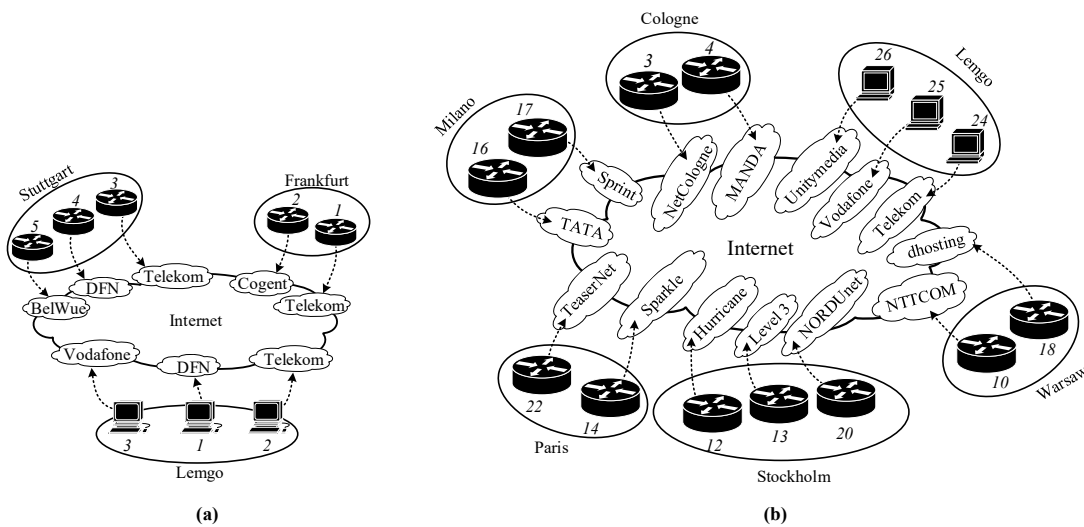 Stuttgart
5
4
3
Frankfurt
2
1
BelWue
DFN
Telekom
Cogent
Telekom
Internet
Vodafone
DFN
Telekom
3
1
2
Lemgo
(a)
Cologne
3
4
Milano
16
17
Lemgo
26
25
24
TATA
Sprint
NetCologne
MANDA
Unitymedia
Vodafone
Telekom
dhosting
NTTCOM
Internet
TeaserNet
Sparkle
Hurricane
Level 3
NORDUnet
22
14
Paris
12
13
20
Stockholm
10
18
Warsaw
(b)